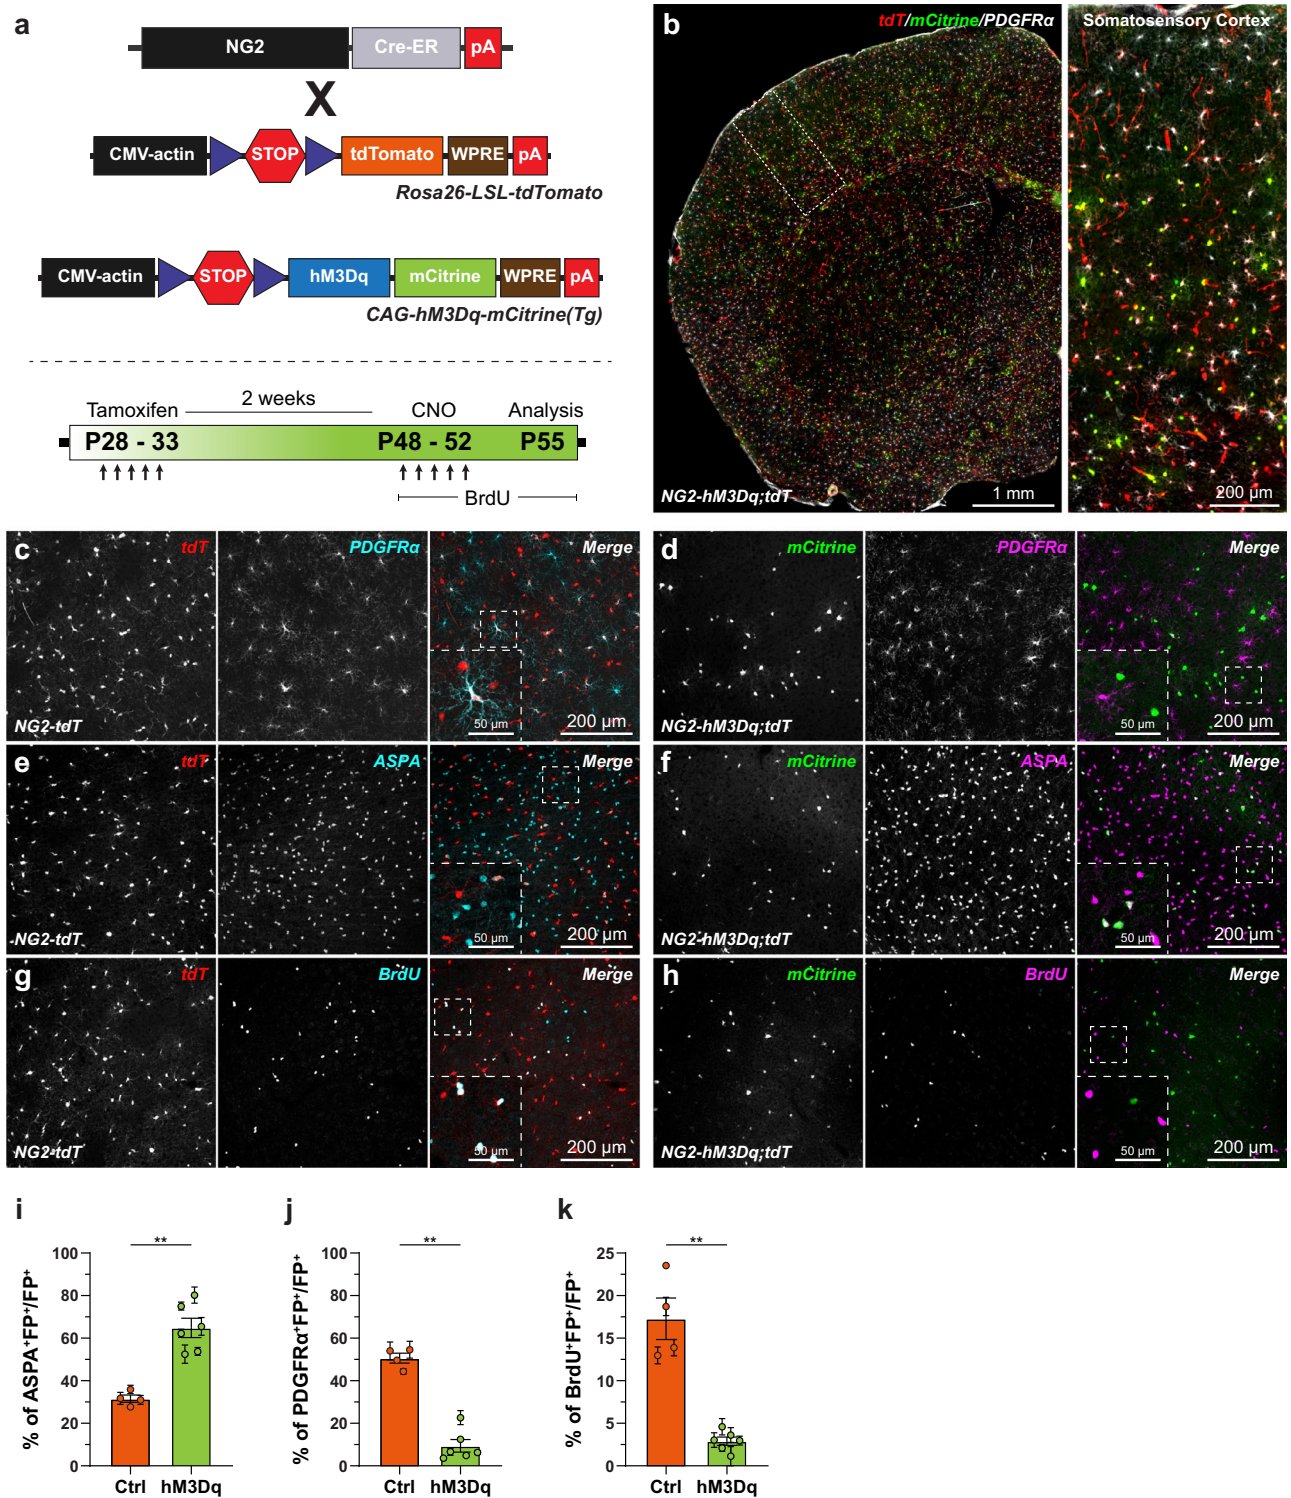 a
NG2
Cre-ER
pA
X
CMV-actin
STOP
tdTomato
WPRE
pA
Rosa26-LSL-tdTomato
CMV-actin
STOP
hM3Dq
mCitrine
WPRE
pA
CAG-hM3Dq-mCitrine(Tg)
Tamoxifen
2 weeks
CNO
Analysis
P28 - 33
P48 - 52
P55
BrdU
b
tdT/mCitrine/PDGFRα
NG2-hM3Dq;tdT
1 mm
Somatosensory Cortex
200 µm
c
tdT
PDGFRα
Merge
NG2-tdT
50 µm
200 µm
d
mCitrine
PDGFRα
Merge
NG2-hM3Dq;tdT
50 µm
200 µm
e
tdT
ASPA
Merge
NG2-tdT
50 µm
200 µm
f
mCitrine
ASPA
Merge
NG2-hM3Dq;tdT
50 µm
200 µm
g
tdT
BrdU
Merge
NG2-tdT
50 µm
200 µm
h
mCitrine
BrdU
Merge
NG2-hM3Dq;tdT
50 µm
200 µm
i
% of ASPA⁺FP⁺/FP⁺
100
80
60
40
20
0
**
Ctrl hM3Dq
j
% of PDGFRα⁺FP⁺/FP⁺
100
80
60
40
20
0
**
Ctrl hM3Dq
k
% of BrdU⁺FP⁺/FP⁺
25
20
15
10
5
0
**
Ctrl hM3Dq